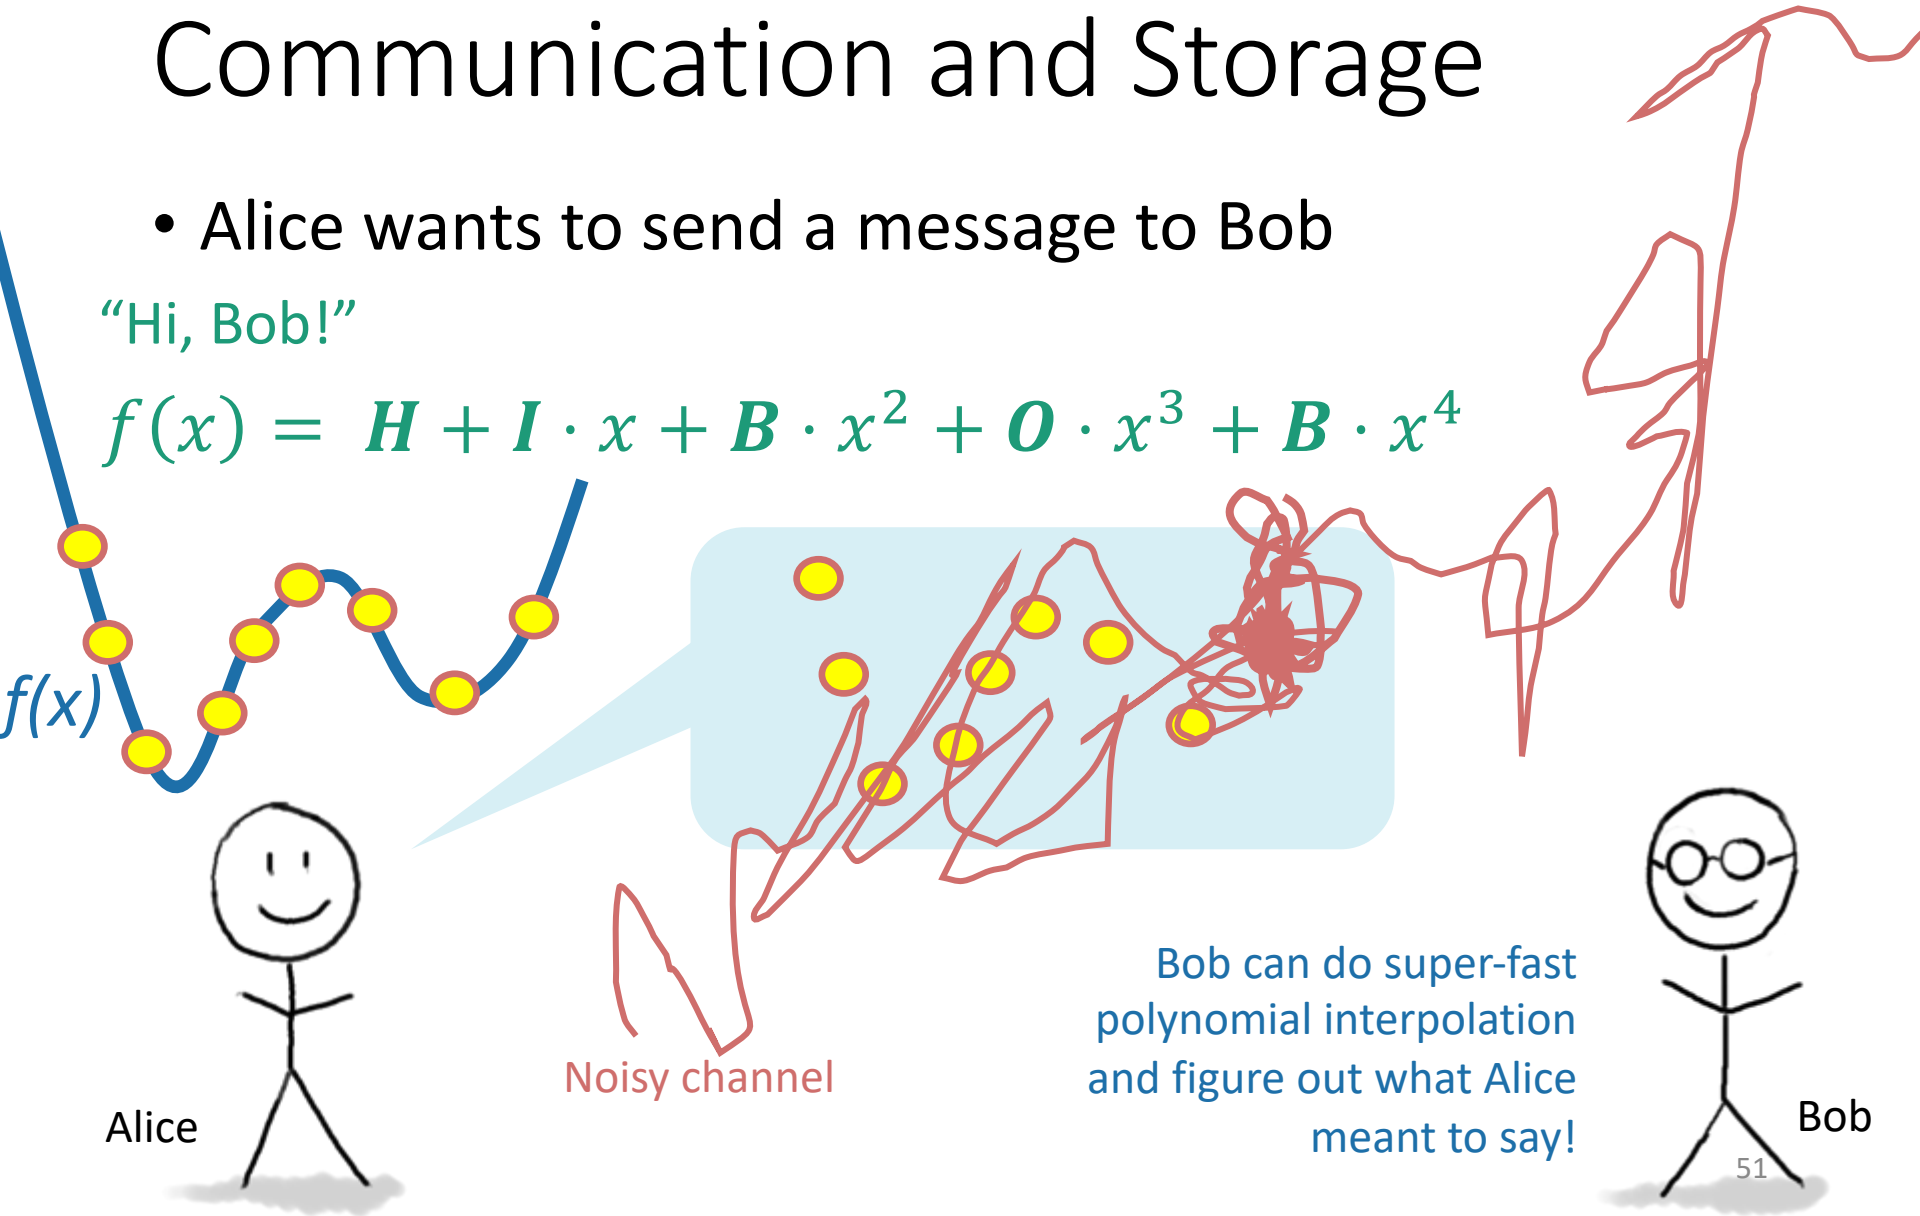 Communication and Storage
• Alice wants to send a message to Bob
“Hi, Bob!”
f(x) = H + I · x + B · x² + O · x³ + B · x⁴
f(x)
Noisy channel
Bob can do super-fast
polynomial interpolation
and figure out what Alice
meant to say!
Alice
Bob
51